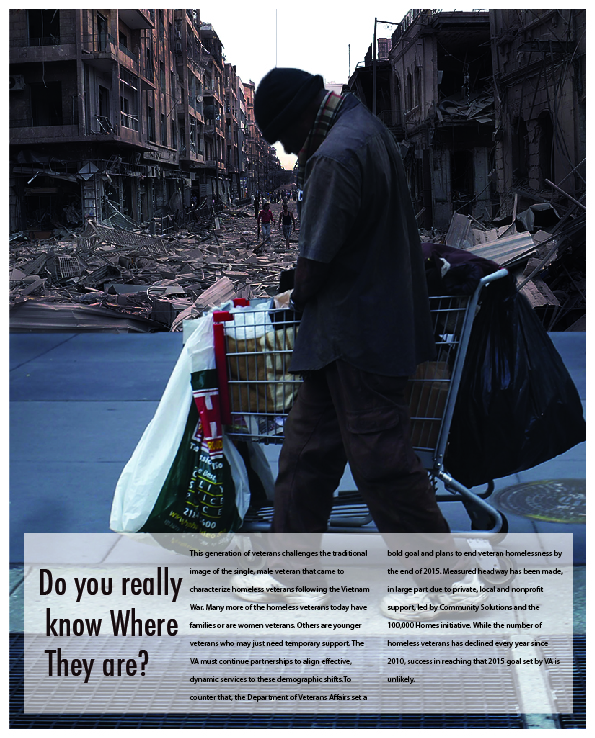 Do you really
know Where
They are?
This generation of veterans challenges the traditional
image of the single, male veteran that came to
characterize homeless veterans following the Vietnam
War. Many more of the homeless veterans today have
families or are women veterans. Others are younger
veterans who may just need temporary support. The
VA must continue partnerships to align effective,
dynamic services to these demographic shifts.To
counter that, the Department of Veterans Affairs set a
bold goal and plans to end veteran homelessness by
the end of 2015. Measured headway has been made,
in large part due to private, local and nonprofit
support, led by Community Solutions and the
100,000 Homes initiative. While the number of
homeless veterans has declined every year since
2010, success in reaching that 2015 goal set by VA is
unlikely.